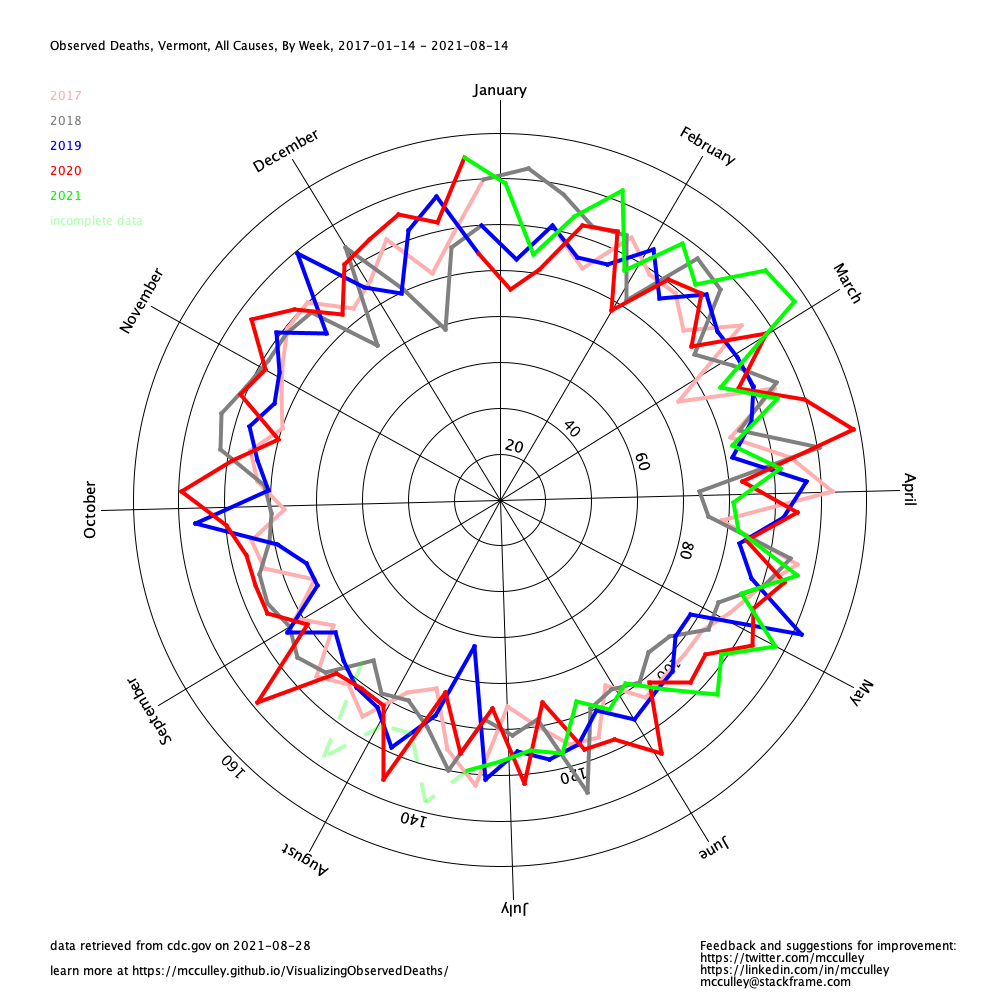 Observed Deaths, Vermont, All Causes, By Week, 2017-01-14 - 2021-08-14
2017
2018
2019
2020
2021
incomplete data
January
February
March
April
May
June
July
August
September
October
November
December
20
40
60
80
100
120
140
160
data retrieved from cdc.gov on 2021-08-28
learn more at https://mcculley.github.io/VisualizingObservedDeaths/
Feedback and suggestions for improvement:
https://twitter.com/mcculley
https://linkedin.com/in/mcculley
mcculley@stackframe.com